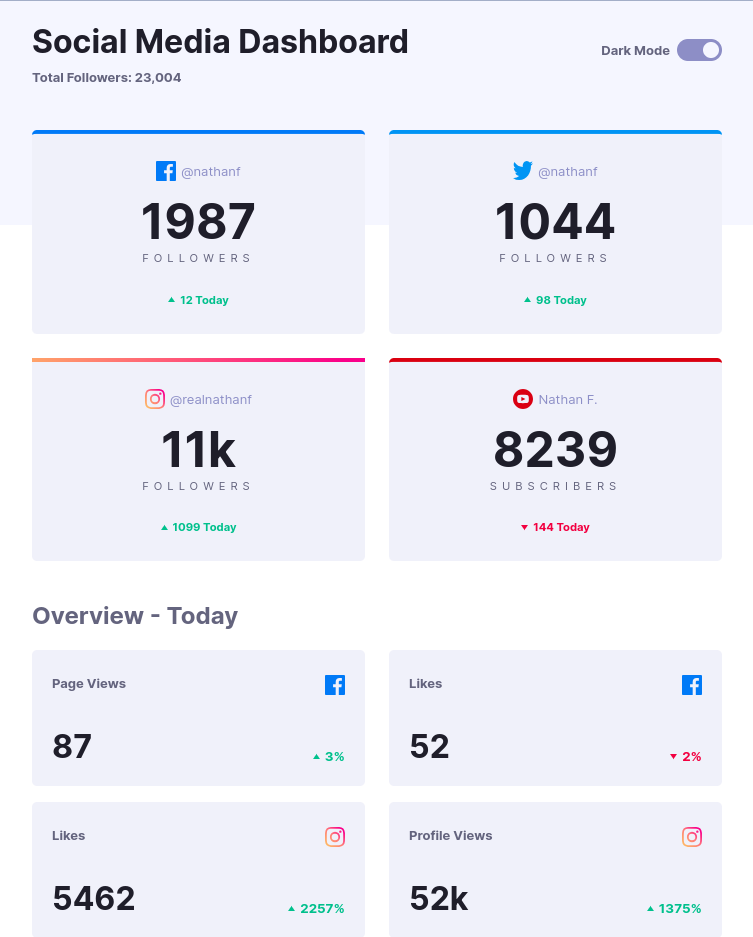 Social Media Dashboard
Dark Mode
Total Followers: 23,004
@nathanf
1987
FOLLOWERS
12 Today
@nathanf
1044
FOLLOWERS
98 Today
@realnathanf
11k
FOLLOWERS
1099 Today
Nathan F.
8239
SUBSCRIBERS
144 Today
Overview - Today
Page Views
87
3%
Likes
52
2%
Likes
5462
2257%
Profile Views
52k
1375%